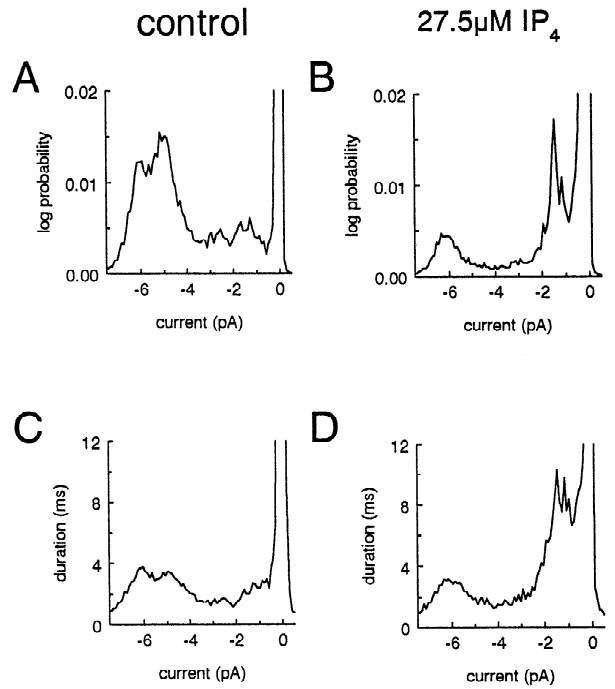 control
27.5μM IP4
A
B
0.02
0.01
0.00
log probability
-6 -4 -2 0
current (pA)
0.02
0.01
0.00
log probability
-6 -4 -2 0
current (pA)
C
D
12
8
4
0
duration (ms)
-6 -4 -2 0
current (pA)
12
8
4
0
duration (ms)
-6 -4 -2 0
current (pA)